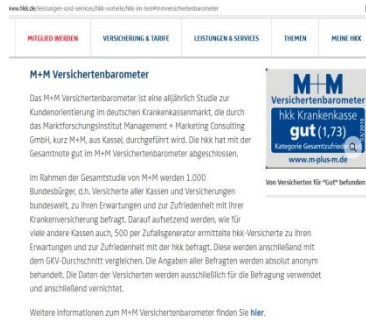 www.hkk.de/leistungen-und-services/hkk-vorteile/hkk-im-test#mmversichertenbarometer
MITGLIED WERDEN VERSICHERUNG & TARIFE LEISTUNGEN & SERVICES THEMEN MEINE HKK
M+M Versichertenbarometer
Das M+M Versichertenbarometer ist eine alljährlich Studie zur
Kundenorientierung im deutschen Krankenkassenmarkt, die durch
das Marktforschungsinstitut Management + Marketing Consulting
GmbH, kurz M+M, aus Kassel, durchgeführt wird. Die hkk hat mit der
Gesamtnote gut im M+M Versichertenbarometer abgeschlossen.
Im Rahmen der Gesamtstudie von M+M werden 1.000
Bundesbürger, d.h. Versicherte aller Kassen und Versicherungen
bundesweit, zu ihren Erwartungen und zur Zufriedenheit mit ihrer
Krankenversicherung befragt. Darauf aufsetzend werden, wie für
viele andere Kassen auch, 500 per Zufallsgenerator ermittelte hkk-Versicherte zu ihren
Erwartungen und zur Zufriedenheit mit der hkk befragt. Diese werden anschließend mit
dem GKV-Durchschnitt verglichen. Die Angaben aller Befragten werden absolut anonym
behandelt. Die Daten der Versicherten werden ausschließlich für die Befragung verwendet
und anschließend vernichtet.
Weitere Informationen zum M+M Versichertenbarometer finden Sie hier.
M+M
Versichertenbarometer
hkk Krankenkasse
gut (1,73)
Kategorie Gesamtzufried
www.m-plus-m.de
Von Versicherten für "Gut" befunden